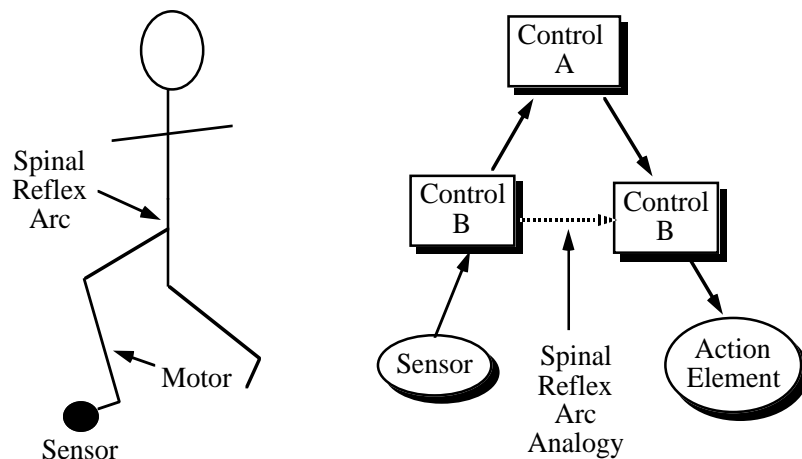 Spinal
Reflex
Arc
Motor
Sensor
Control
A
Control
B
Control
B
Sensor
Spinal
Reflex
Arc
Analogy
Action
Element